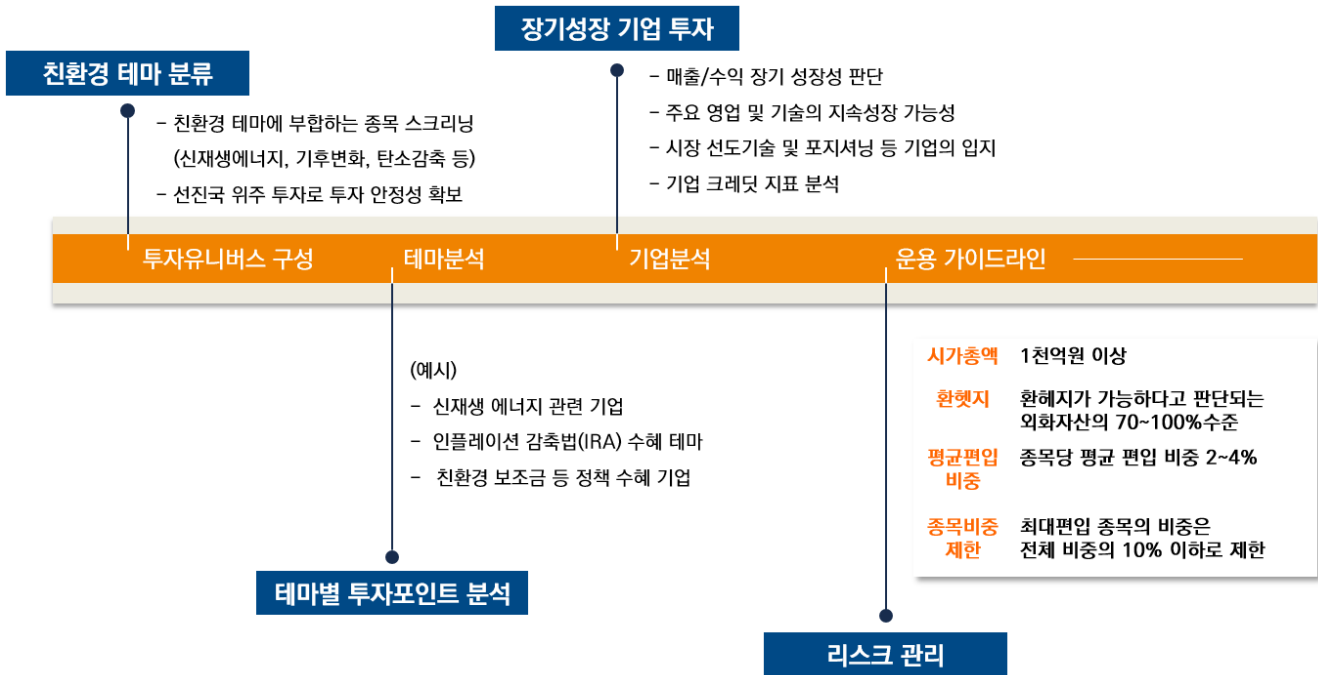 장기성장 기업 투자
친환경 테마 분류
- 매출/수익 장기 성장성 판단
- 주요 영업 및 기술의 지속성장 가능성
- 시장 선도기술 및 포지셔닝 등 기업의 입지
- 기업 크레딧 지표 분석
- 친환경 테마에 부합하는 종목 스크리닝
(신재생에너지, 기후변화, 탄소감축 등)
- 선진국 위주 투자로 투자 안정성 확보
투자유니버스 구성
테마분석
기업분석
운용 가이드라인
(예시)
- 신재생 에너지 관련 기업
- 인플레이션 감축법(IRA) 수혜 테마
- 친환경 보조금 등 정책 수혜 기업
테마별 투자포인트 분석
시가총액 1천억원 이상
환헷지 환헤지가 가능하다고 판단되는
외화자산의 70~100%수준
평균편입 종목당 평균 편입 비중 2~4%
비중
종목비중 최대편입 종목의 비중은
제한 전체 비중의 10% 이하로 제한
리스크 관리